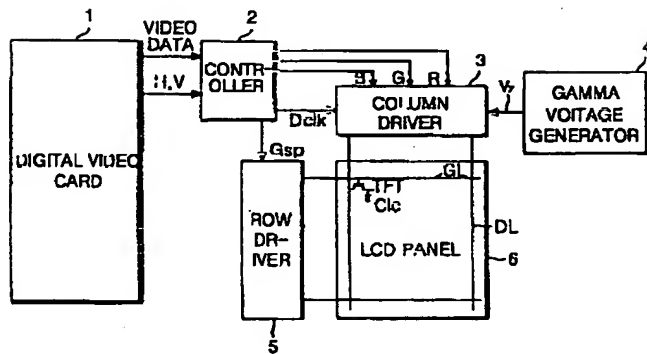 1
VIDEO
DATA
H,V
DIGITAL VIDEO
CARD
2
CONTR
OLLER
Dclk
Gsp
B G R
3
COLUMN
DRIVER
Vγ
4
GAMMA
VOITAGE
GENERATOR
ROW
DR-
IVER
5
GL
TFT
Clc
LCD PANEL
DL
6